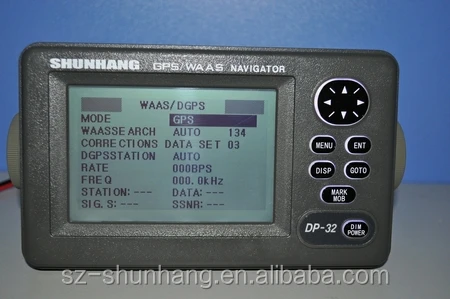 SHUNHANG GPS/WAAS NAVIGATOR
WAAS/DGPS
MODE GPS
WAASSE ARCH AUTO 134
CORRECTIONS DATA SET 03
DGPSSTATION AUTO
RATE 000BPS
FREQ 000.0kHz
STATION: --- DATA: ---
SIG. S: --- SSNR: ---
MENU ENT
DISP GOTO
MARK
MOB
DP-32
DIM
POWER
sz-shunhang.en.alibaba.com